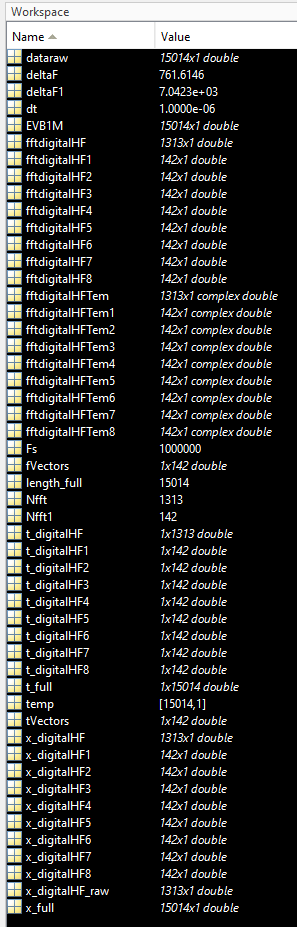 Workspace
Name Value
dataraw 15014x1 double
deltaF 761.6146
deltaF1 7.0423e+03
dt 1.0000e-06
EVB1M 15014x1 double
fftdigitalHF 1313x1 double
fftdigitalHF1 142x1 double
fftdigitalHF2 142x1 double
fftdigitalHF3 142x1 double
fftdigitalHF4 142x1 double
fftdigitalHF5 142x1 double
fftdigitalHF6 142x1 double
fftdigitalHF7 142x1 double
fftdigitalHF8 142x1 double
fftdigitalHFTem 1313x1 complex double
fftdigitalHFTem1 142x1 complex double
fftdigitalHFTem2 142x1 complex double
fftdigitalHFTem3 142x1 complex double
fftdigitalHFTem4 142x1 complex double
fftdigitalHFTem5 142x1 complex double
fftdigitalHFTem6 142x1 complex double
fftdigitalHFTem7 142x1 complex double
fftdigitalHFTem8 142x1 complex double
Fs 1000000
fVectors 1x142 double
length_full 15014
Nfft 1313
Nfft1 142
t_digitalHF 1x1313 double
t_digitalHF1 1x142 double
t_digitalHF2 1x142 double
t_digitalHF3 1x142 double
t_digitalHF4 1x142 double
t_digitalHF5 1x142 double
t_digitalHF6 1x142 double
t_digitalHF7 1x142 double
t_digitalHF8 1x142 double
t_full 1x15014 double
temp [15014,1]
tVectors 1x142 double
x_digitalHF 1313x1 double
x_digitalHF1 142x1 double
x_digitalHF2 142x1 double
x_digitalHF3 142x1 double
x_digitalHF4 142x1 double
x_digitalHF5 142x1 double
x_digitalHF6 142x1 double
x_digitalHF7 142x1 double
x_digitalHF8 142x1 double
x_digitalHF_raw 1313x1 double
x_full 15014x1 double